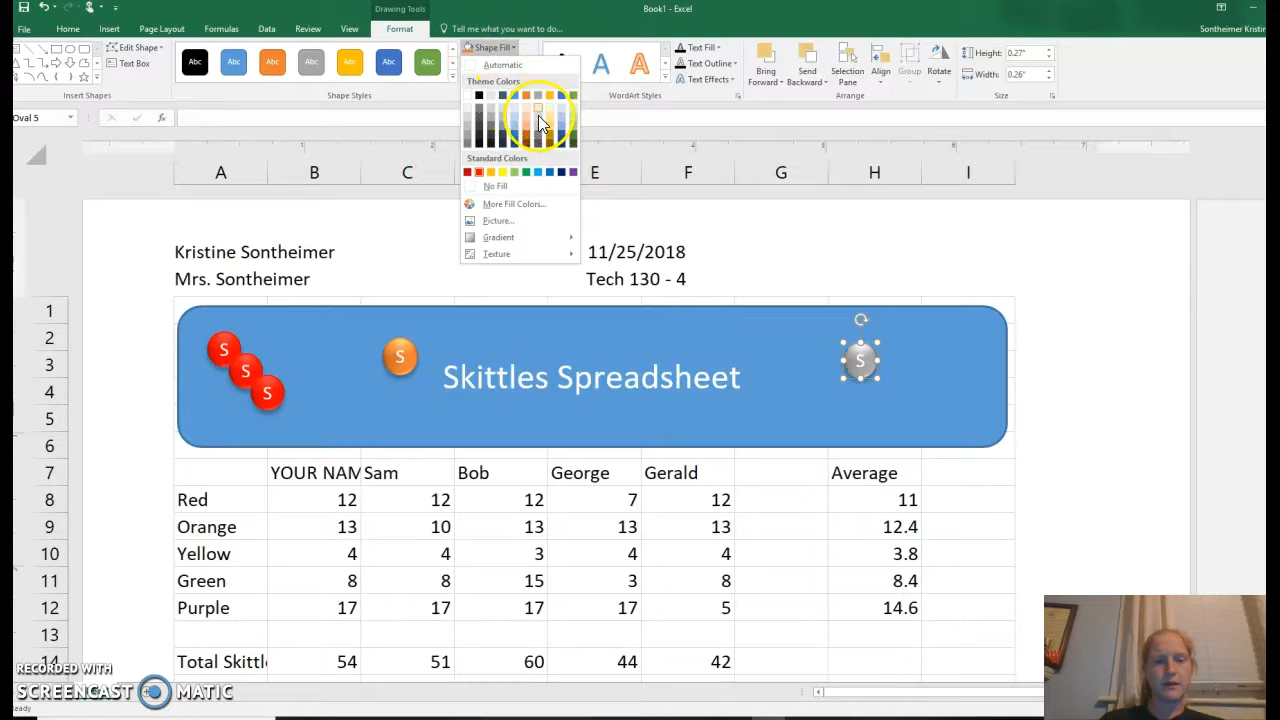 Drawing Tools
Book1 - Excel
File Home Insert Page Layout Formulas Data Review View Format Tell me what you want to do... Sontheimer Kristin
Edit Shape
Text Box
Abc Abc Abc Abc Abc Abc Abc
Shape Fill
A A
Text Fill
Text Outline
Text Effects
Bring Forward
Send Backward
Selection Pane
Align
Rotate
Height: 0.27"
Width: 0.26"
Insert Shapes
Shape Styles
WordArt Styles
Arrange
Size
Automatic
Theme Colors
Standard Colors
No Fill
More Fill Colors...
Picture...
Gradient
Texture
Oval 5
fx
A B C E F G H I
Kristine Sontheimer 11/25/2018
Mrs. Sontheimer Tech 130 - 4
1
2
3
4
5
6
S
S
S
S
Skittles Spreadsheet
S
7 YOUR NAM Sam Bob George Gerald Average
8 Red 12 12 12 7 12 11
9 Orange 13 10 13 13 13 12.4
10 Yellow 4 4 3 4 4 3.8
11 Green 8 8 15 3 8 8.4
12 Purple 17 17 17 17 5 14.6
13
14 Total Skittle 54 51 60 44 42
RECORDED WITH
SCREENCAST MATIC
Ready